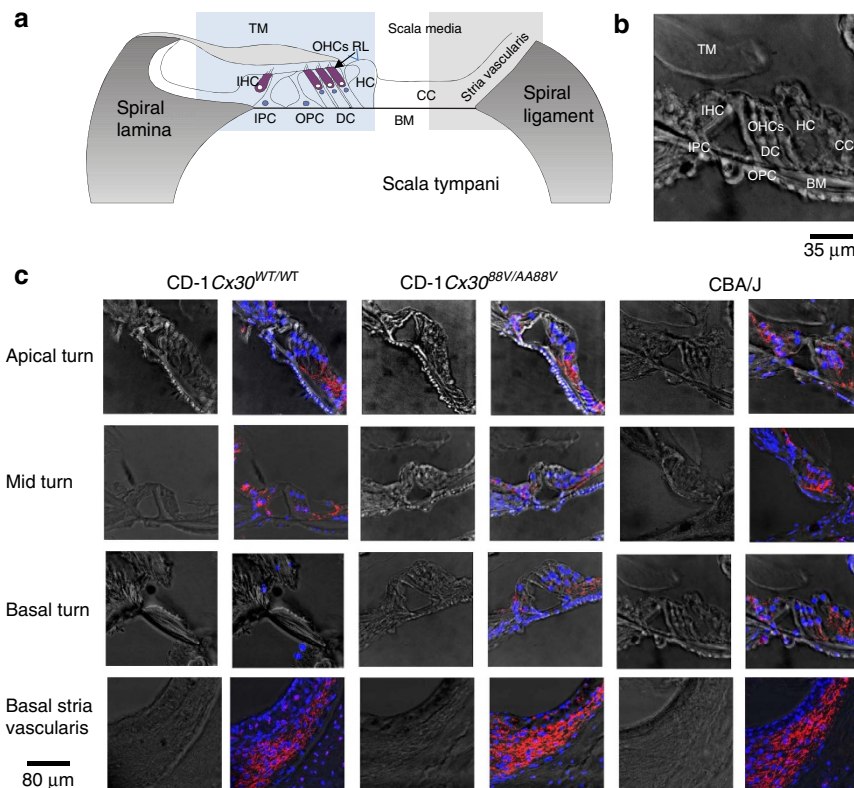 a
TM
Scala media
OHCs RL
IHC
HC
Stria vascularis
CC
Spiral lamina
Spiral ligament
IPC OPC DC BM
Scala tympani
b
TM
IHC
OHCs HC
CC
IPC
DC
OPC
BM
35 µm
c
CD-1Cx30WT/WT CD-1Cx3088V/AA88V CBA/J
Apical turn
Mid turn
Basal turn
Basal stria
vascularis
80 µm